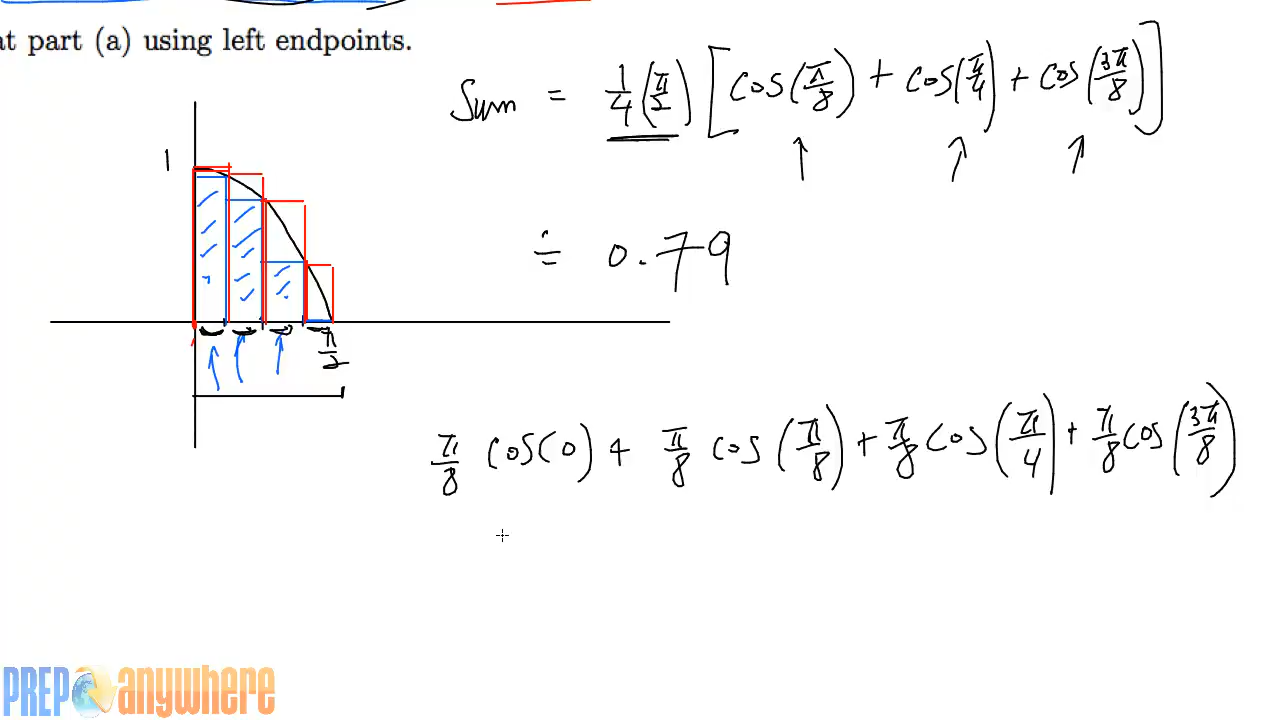 at part (a) using left endpoints.
Sum = 1/4 (π/2) [cos(π/8) + cos(π/4) + cos(3π/8)]
1
≑ 0.79
π/2
π/8 cos(0) + π/8 cos(π/8) + π/8 cos(π/4) + π/8 cos(3π/8)
PREP anywhere